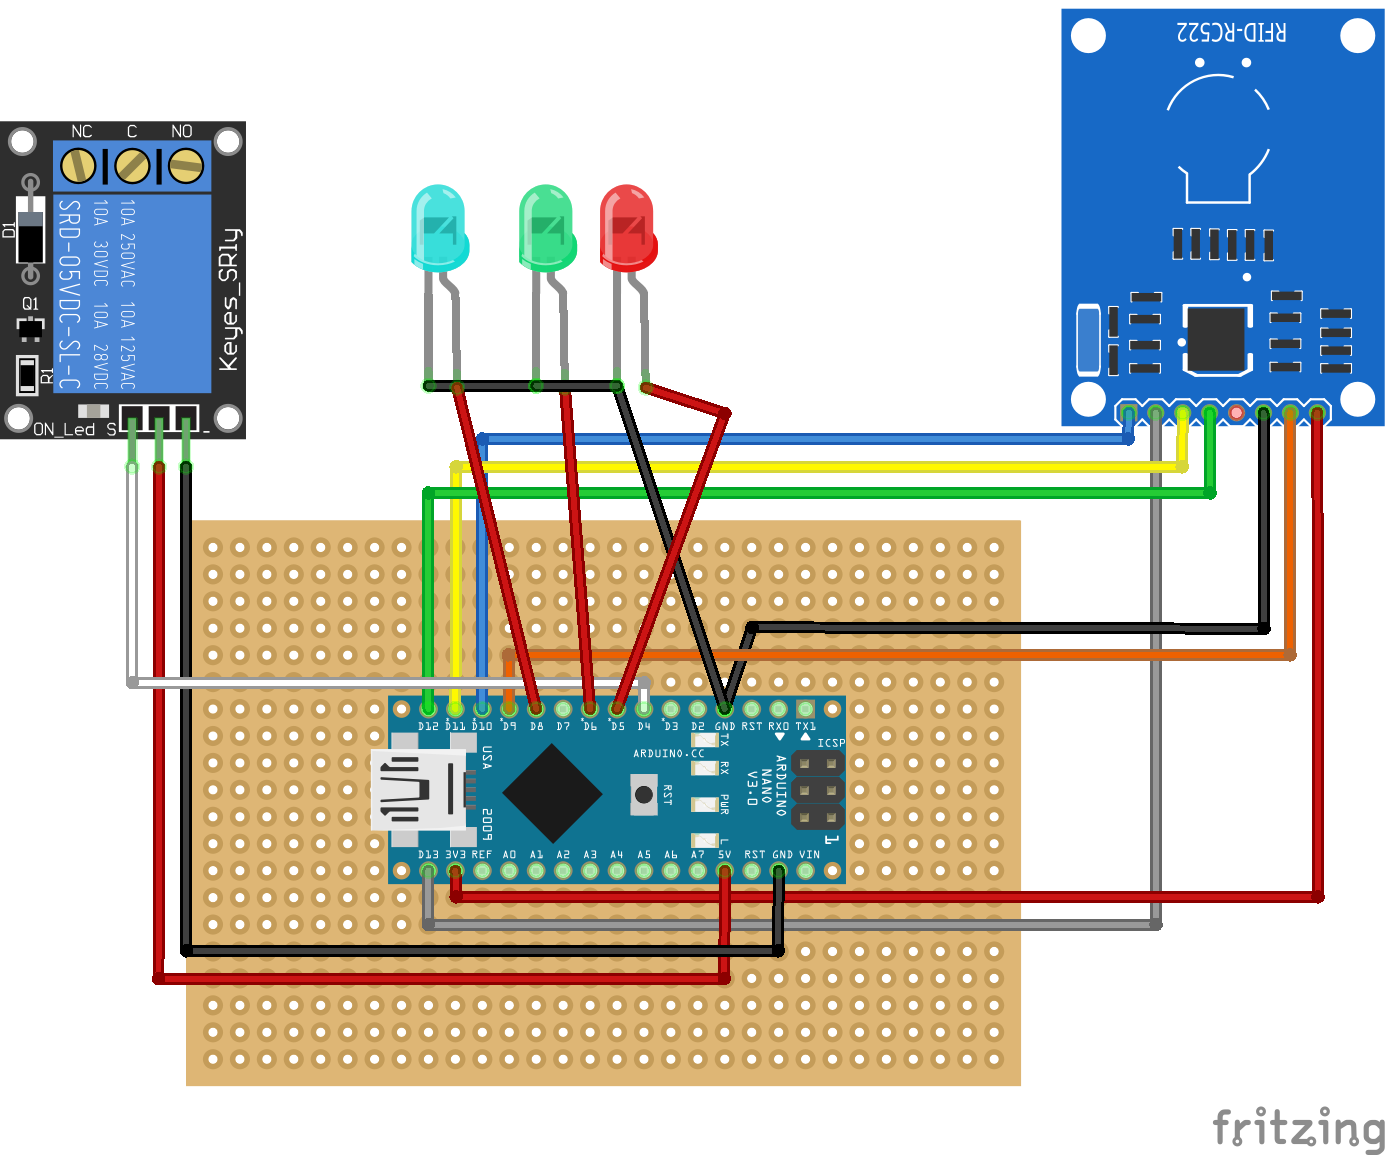 RFID-RC522
NC C NO
D1
SRD-05VDC-SL-C
10A 30VDC 10A 28VDC
10A 250VAC 10A 125VAC
Keyes_SRly
Q1
R1
ON_Led S -
D12 D11 D10 D9 D8 D7 D6 D5 D4 D3 D2 GND RST RX0 TX1
ICSP
ARDUINO.CC
USA
2009
TX
RX
PWR
L
RST
ARDUINO
NANO
V3.0
1
D13 3V3 REF A0 A1 A2 A3 A4 A5 A6 A7 5V RST GND VIN
fritzing